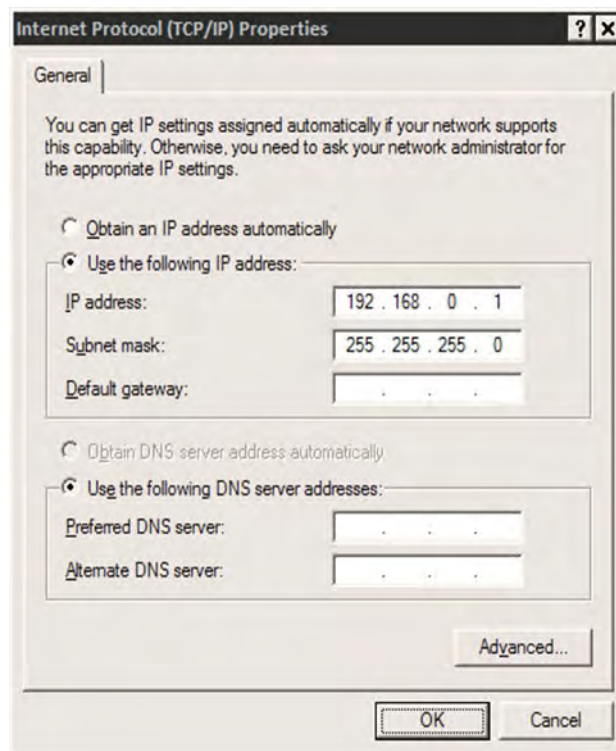 Internet Protocol (TCP/IP) Properties
General
You can get IP settings assigned automatically if your network supports
this capability. Otherwise, you need to ask your network administrator for
the appropriate IP settings.
Obtain an IP address automatically
Use the following IP address:
IP address: 192 . 168 . 0 . 1
Subnet mask: 255 . 255 . 255 . 0
Default gateway: . . .
Obtain DNS server address automatically
Use the following DNS server addresses:
Preferred DNS server: . . .
Alternate DNS server: . . .
Advanced...
OK Cancel